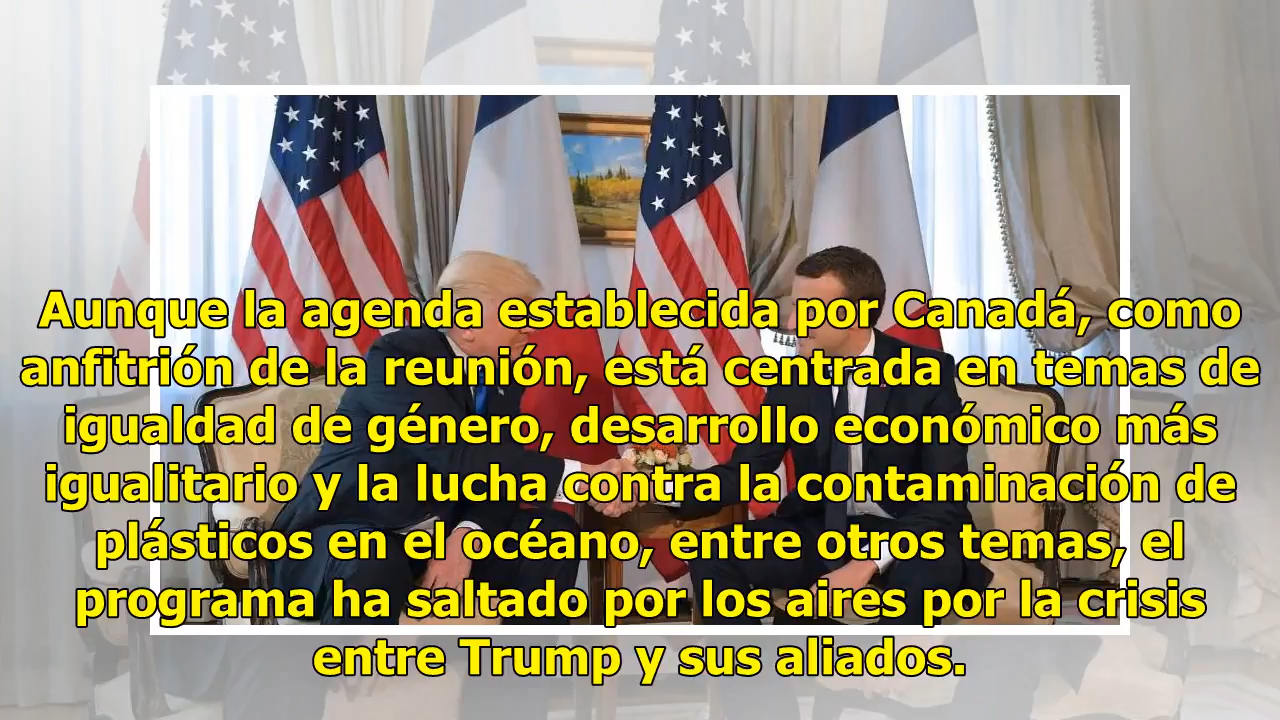 Aunque la agenda establecida por Canadá, como
anfitrión de la reunión, está centrada en temas de
igualdad de género, desarrollo económico más
igualitario y la lucha contra la contaminación de
plásticos en el océano, entre otros temas, el
programa ha saltado por los aires por la crisis
entre Trump y sus aliados.